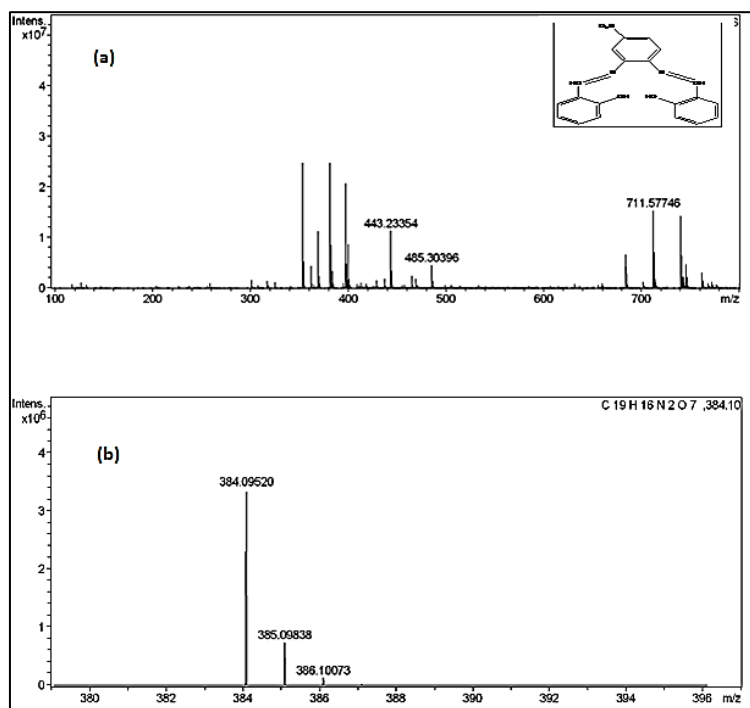 Intens.
x10⁷
(a)
4
3
2
1
0
443.23354
485.30396
711.57746
OH
HO
100 200 300 400 500 600 700 m/z
Intens.
x10⁶
C 19 H 16 N 2 O 7 ,384.10
(b)
4
3
2
1
0
384.09520
385.09838
386.10073
380 382 384 386 388 390 392 394 396 m/z